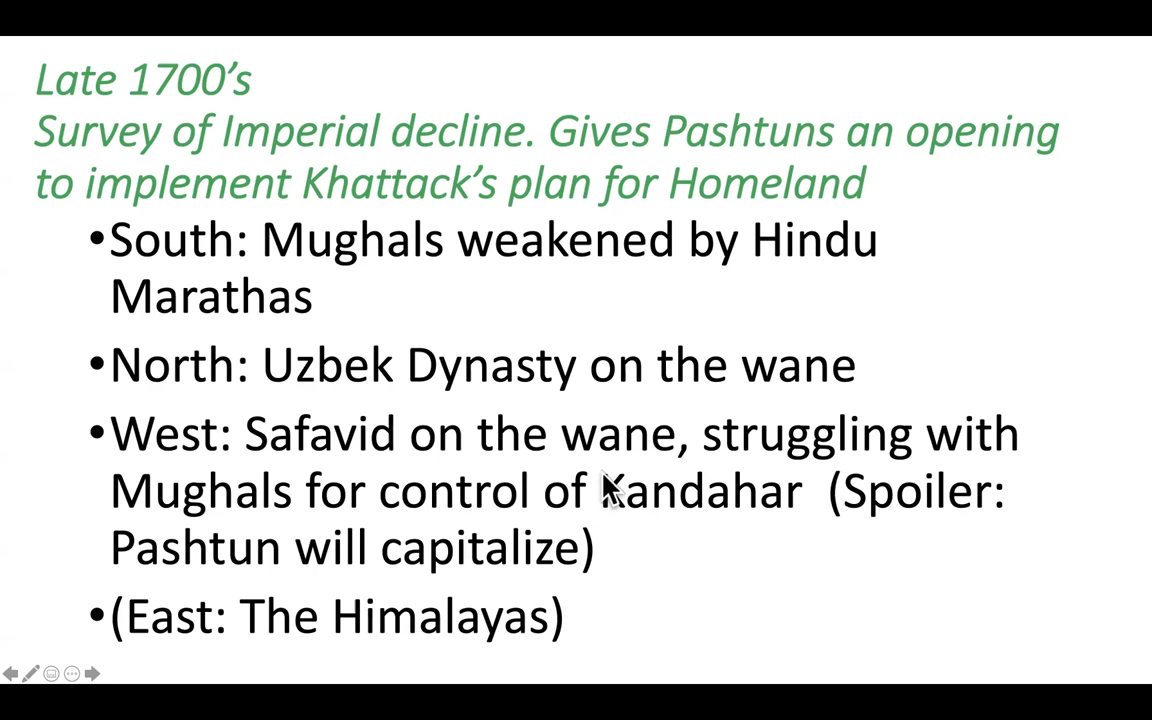 Late 1700’s
Survey of Imperial decline. Gives Pashtuns an opening
to implement Khattack’s plan for Homeland
•South: Mughals weakened by Hindu
Marathas
•North: Uzbek Dynasty on the wane
•West: Safavid on the wane, struggling with
Mughals for control of Kandahar (Spoiler:
Pashtun will capitalize)
•(East: The Himalayas)